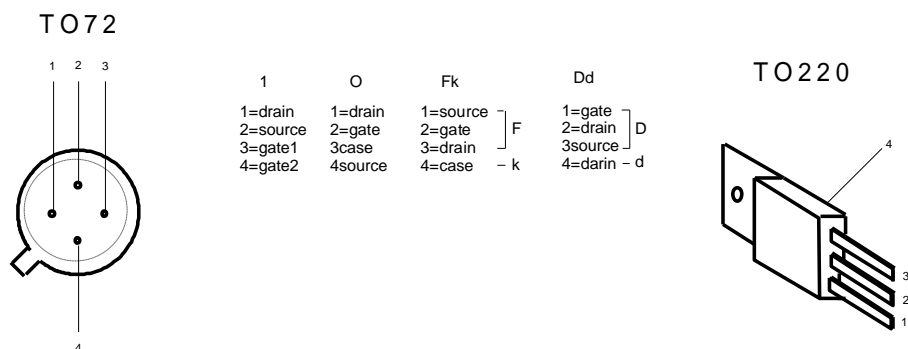 TO72
1 2 3
4
1 O Fk Dd
1=drain 1=drain 1=source 1=gate
2=source 2=gate 2=gate F 2=drain D
3=gate1 3case 3=drain 3source
4=gate2 4source 4=case k 4=darin d
TO220
4
3
2
1